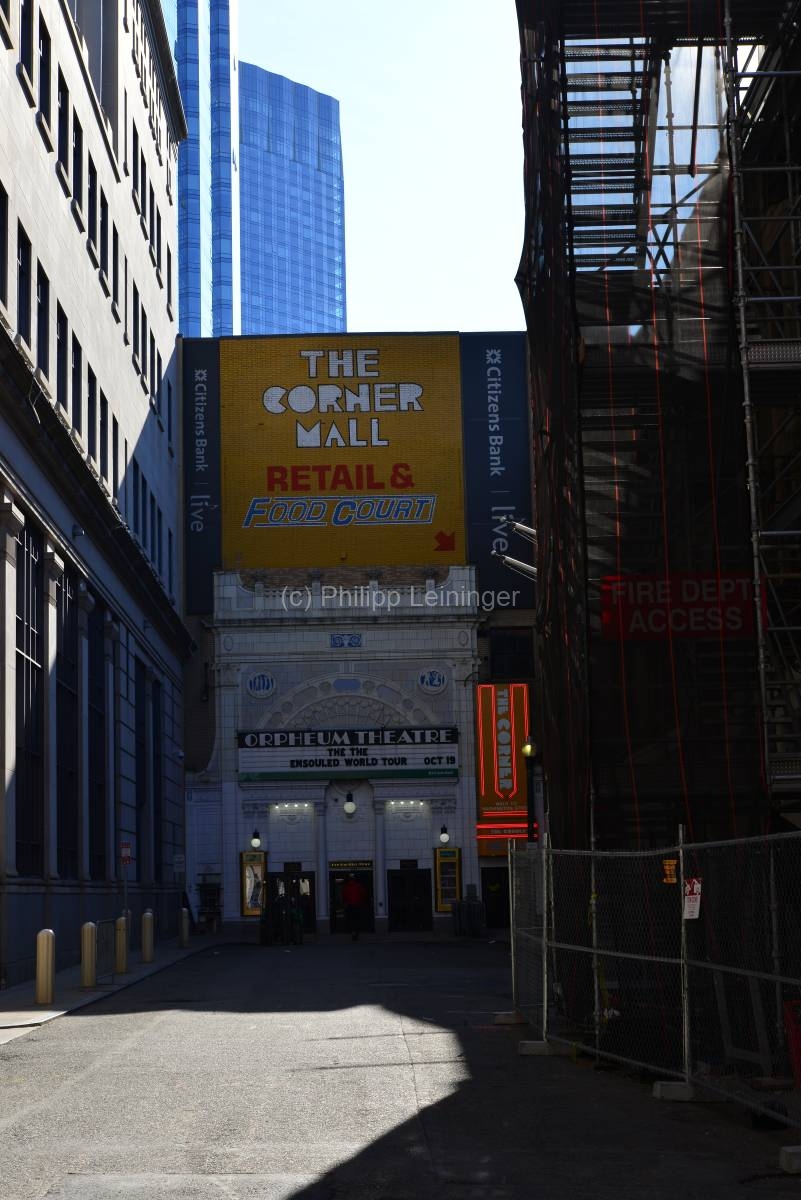 THE
CORNER
MALL
RETAIL &
FOOD COURT
Citizens Bank | live
Citizens Bank | live
(c) Philipp Leininger
FIRE DEPT
ACCESS
ORPHEUM THEATRE
THE THE
ENSOULED WORLD TOUR OCT 19
THE CORNER